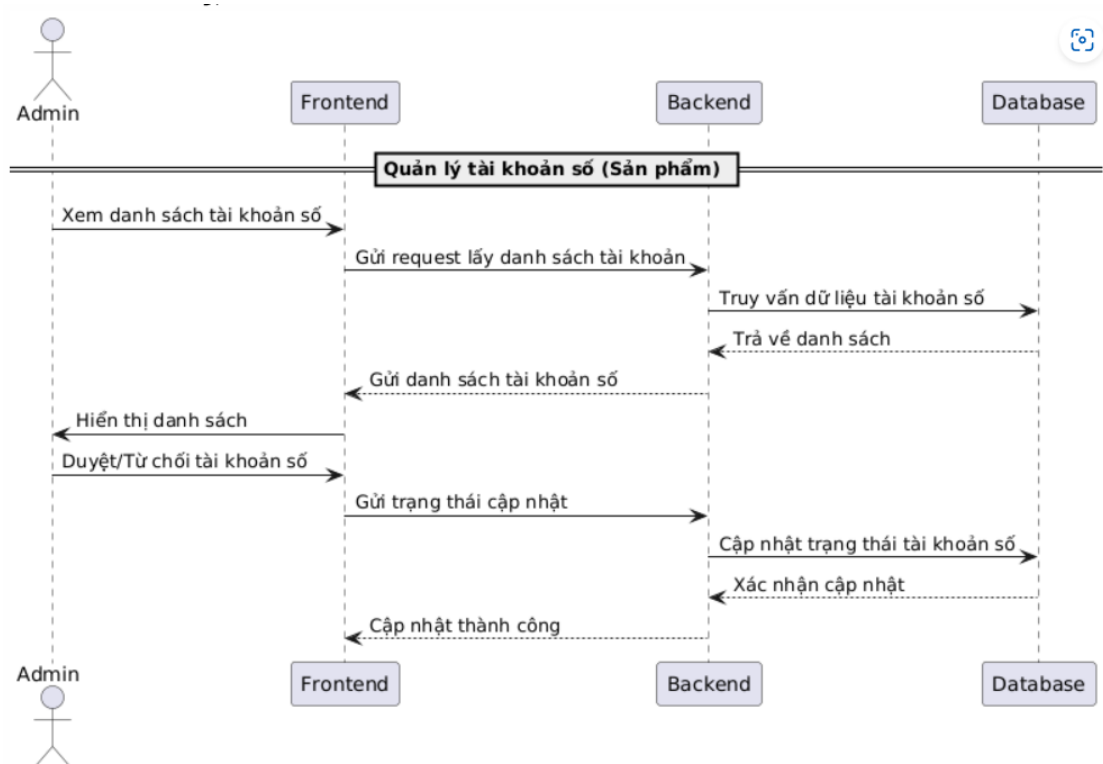 Admin
Frontend
Backend
Database
Quản lý tài khoản số (Sản phẩm)
Xem danh sách tài khoản số
Gửi request lấy danh sách tài khoản
Truy vấn dữ liệu tài khoản số
Trả về danh sách
Gửi danh sách tài khoản số
Hiển thị danh sách
Duyệt/Từ chối tài khoản số
Gửi trạng thái cập nhật
Cập nhật trạng thái tài khoản số
Xác nhận cập nhật
Cập nhật thành công
Admin
Frontend
Backend
Database